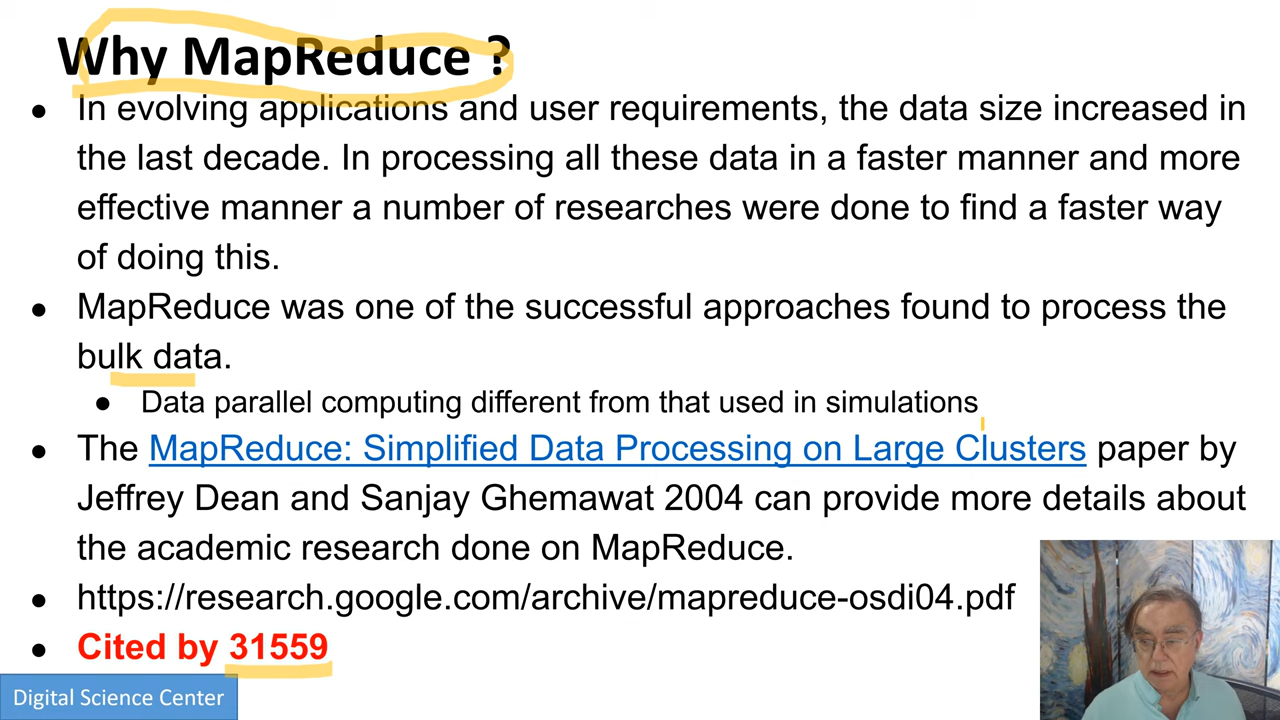 Why MapReduce ?
● In evolving applications and user requirements, the data size increased in
the last decade. In processing all these data in a faster manner and more
effective manner a number of researches were done to find a faster way
of doing this.
● MapReduce was one of the successful approaches found to process the
bulk data.
● Data parallel computing different from that used in simulations
● The MapReduce: Simplified Data Processing on Large Clusters paper by
Jeffrey Dean and Sanjay Ghemawat 2004 can provide more details about
the academic research done on MapReduce.
● https://research.google.com/archive/mapreduce-osdi04.pdf
● Cited by 31559
Digital Science Center